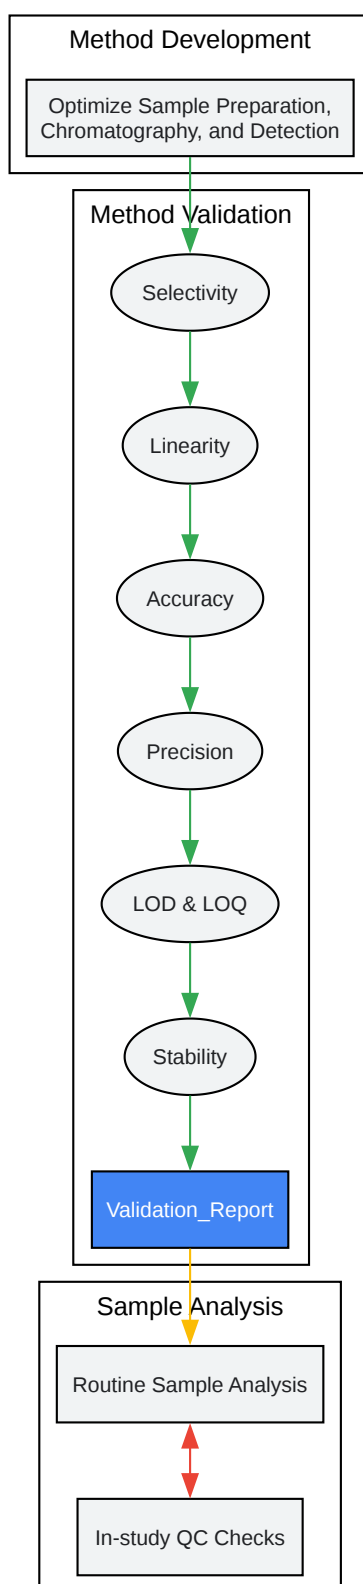 Method Development
Optimize Sample Preparation,
Chromatography, and Detection
Method Validation
Selectivity
Linearity
Accuracy
Precision
LOD & LOQ
Stability
Validation_Report
Sample Analysis
Routine Sample Analysis
In-study QC Checks